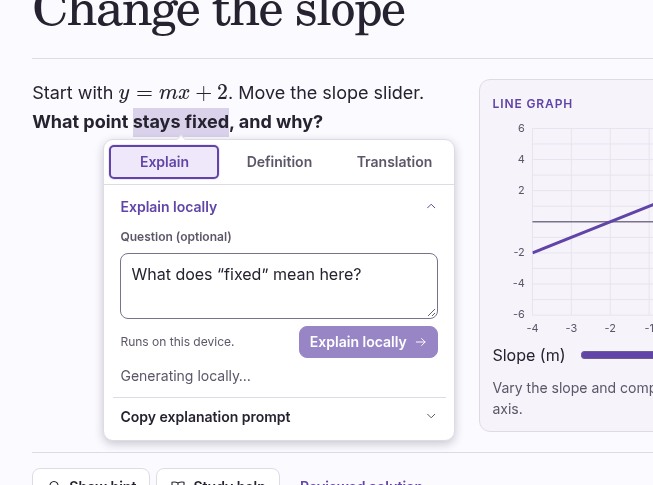 Change the slope
Start with y = mx + 2. Move the slope slider.
What point stays fixed, and why?
Explain
Definition
Translation
Explain locally
Question (optional)
What does “fixed” mean here?
Runs on this device.
Explain locally →
Generating locally...
Copy explanation prompt
LINE GRAPH
6
4
2
-2
-4
-6
-4 -3 -2 -1
Slope (m)
Vary the slope and comp
axis.
Show hint
Study help
Reviewed solution